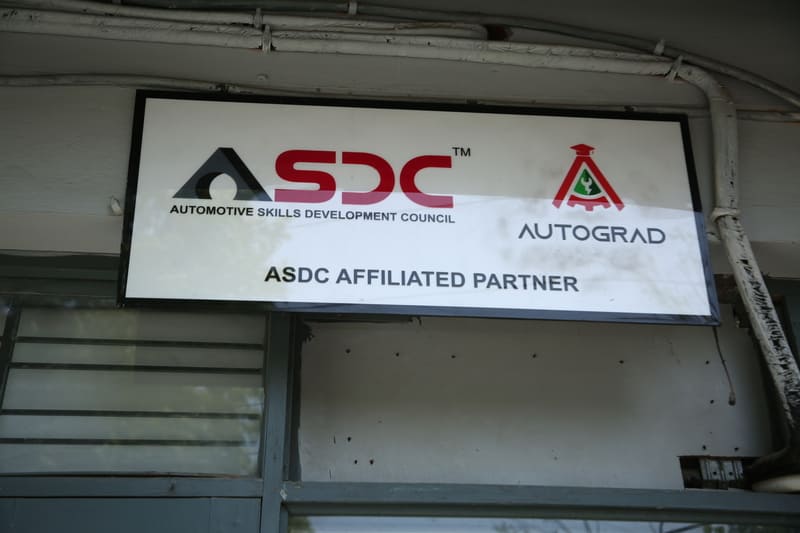 ASDC™
AUTOMOTIVE SKILLS DEVELOPMENT COUNCIL
AUTOGRAD
ASDC AFFILIATED PARTNER